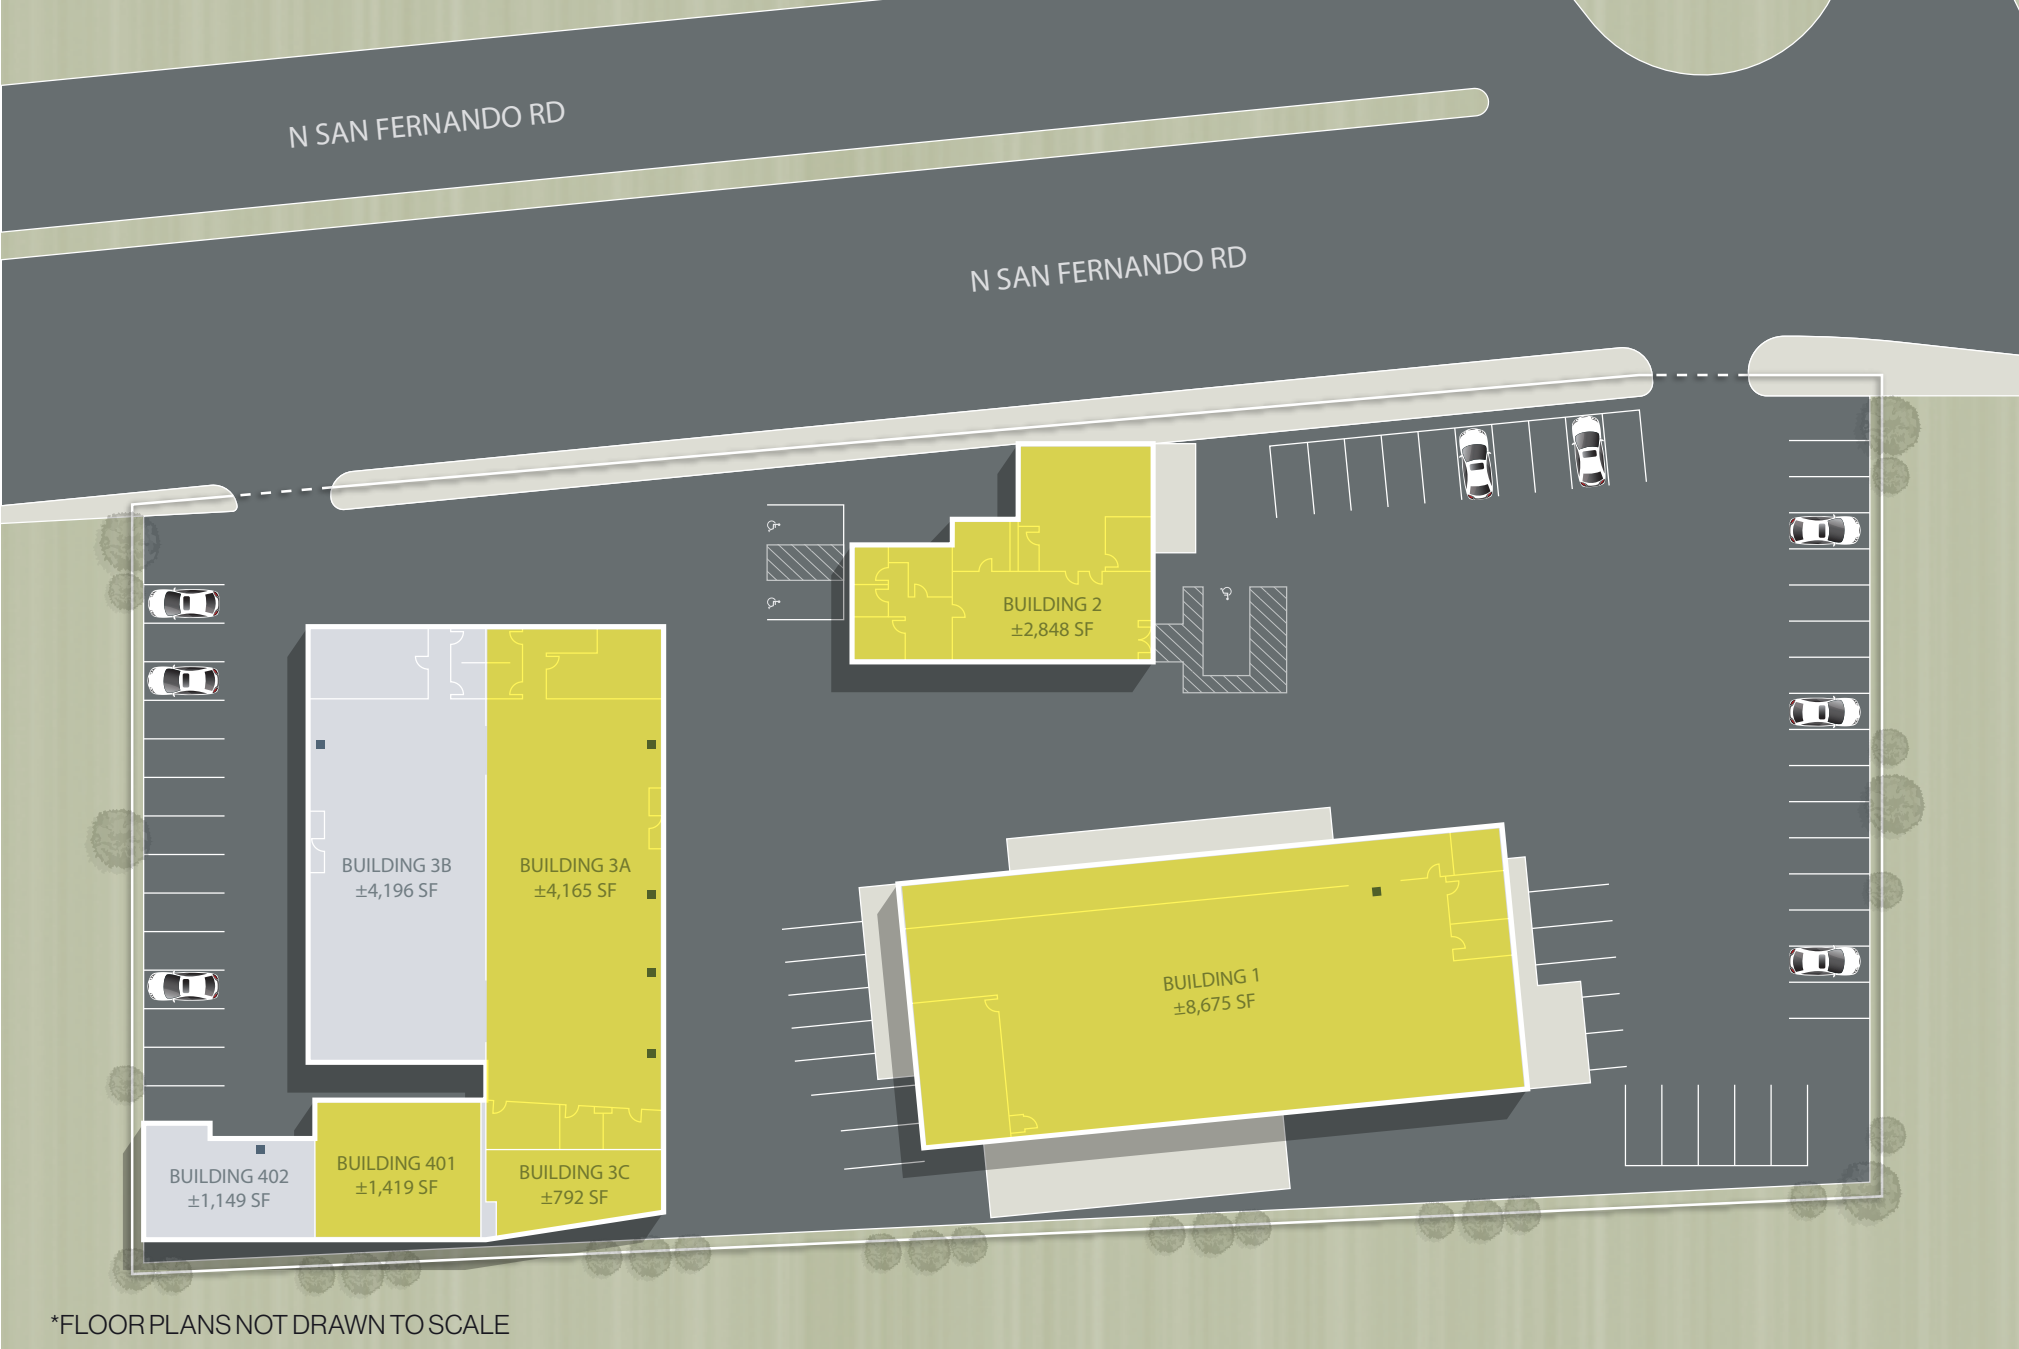 N SAN FERNANDO RD
N SAN FERNANDO RD
BUILDING 2
±2,848 SF
BUILDING 3B
±4,196 SF
BUILDING 3A
±4,165 SF
BUILDING 1
±8,675 SF
BUILDING 402
±1,149 SF
BUILDING 401
±1,419 SF
BUILDING 3C
±792 SF
*FLOOR PLANS NOT DRAWN TO SCALE